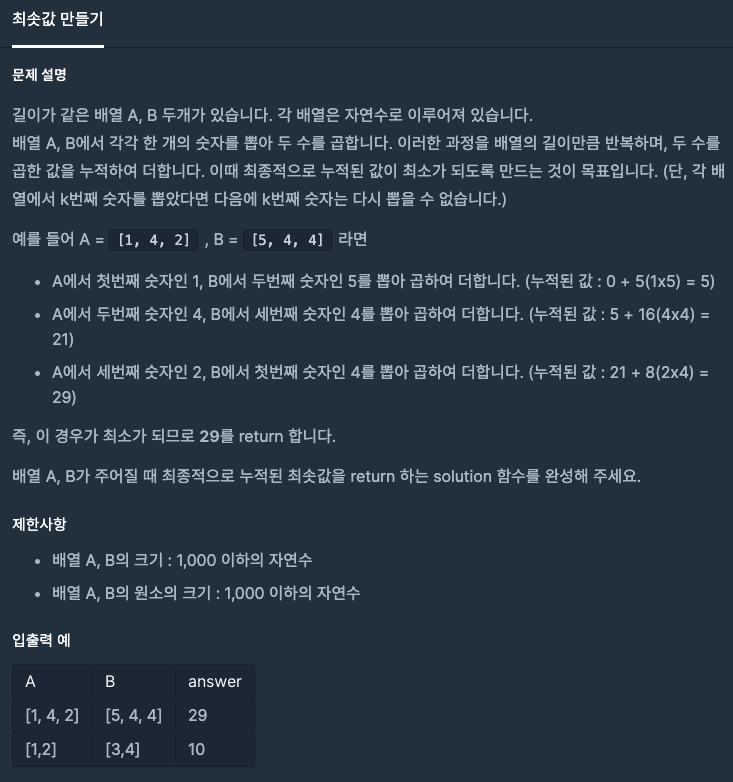 최솟값 만들기
문제 설명
길이가 같은 배열 A, B 두개가 있습니다. 각 배열은 자연수로 이루어져 있습니다.
배열 A, B에서 각각 한 개의 숫자를 뽑아 두 수를 곱합니다. 이러한 과정을 배열의 길이만큼 반복하며, 두 수를
곱한 값을 누적하여 더합니다. 이때 최종적으로 누적된 값이 최소가 되도록 만드는 것이 목표입니다. (단, 각 배
열에서 k번째 숫자를 뽑았다면 다음에 k번째 숫자는 다시 뽑을 수 없습니다.)
예를 들어 A = [1, 4, 2] , B = [5, 4, 4] 라면
• A에서 첫번째 숫자인 1, B에서 두번째 숫자인 5를 뽑아 곱하여 더합니다. (누적된 값 : 0 + 5(1x5) = 5)
• A에서 두번째 숫자인 4, B에서 세번째 숫자인 4를 뽑아 곱하여 더합니다. (누적된 값 : 5 + 16(4x4) =
21)
• A에서 세번째 숫자인 2, B에서 첫번째 숫자인 4를 뽑아 곱하여 더합니다. (누적된 값 : 21 + 8(2x4) =
29)
즉, 이 경우가 최소가 되므로 29를 return 합니다.
배열 A, B가 주어질 때 최종적으로 누적된 최솟값을 return 하는 solution 함수를 완성해 주세요.
제한사항
• 배열 A, B의 크기 : 1,000 이하의 자연수
• 배열 A, B의 원소의 크기 : 1,000 이하의 자연수
입출력 예
A B answer
[1, 4, 2] [5, 4, 4] 29
[1,2] [3,4] 10